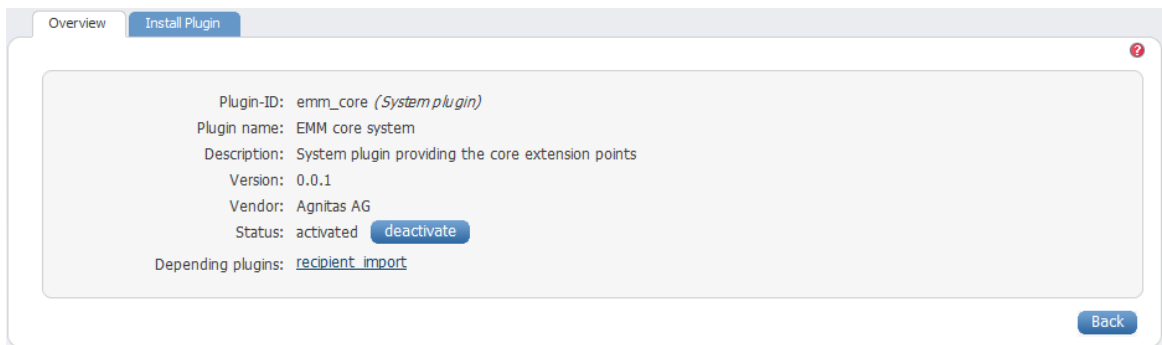 Overview Install Plugin
?
Plugin-ID: emm_core (System plugin)
Plugin name: EMM core system
Description: System plugin providing the core extension points
Version: 0.0.1
Vendor: Agnitas AG
Status: activated deactivate
Depending plugins: recipient_import
Back